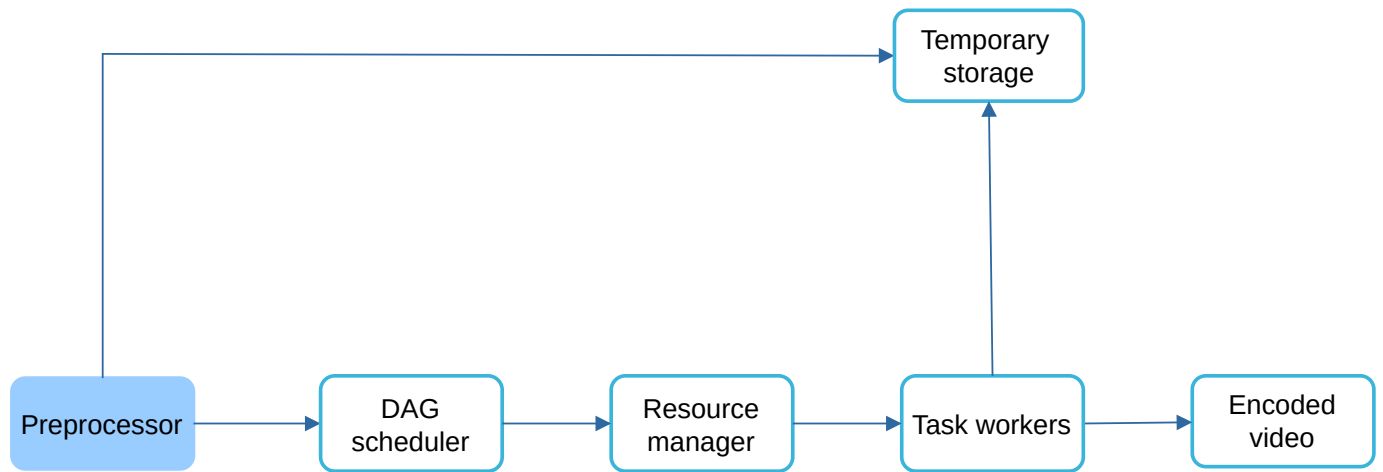 Temporary
storage
Preprocessor
DAG
scheduler
Resource
manager
Task workers
Encoded
video